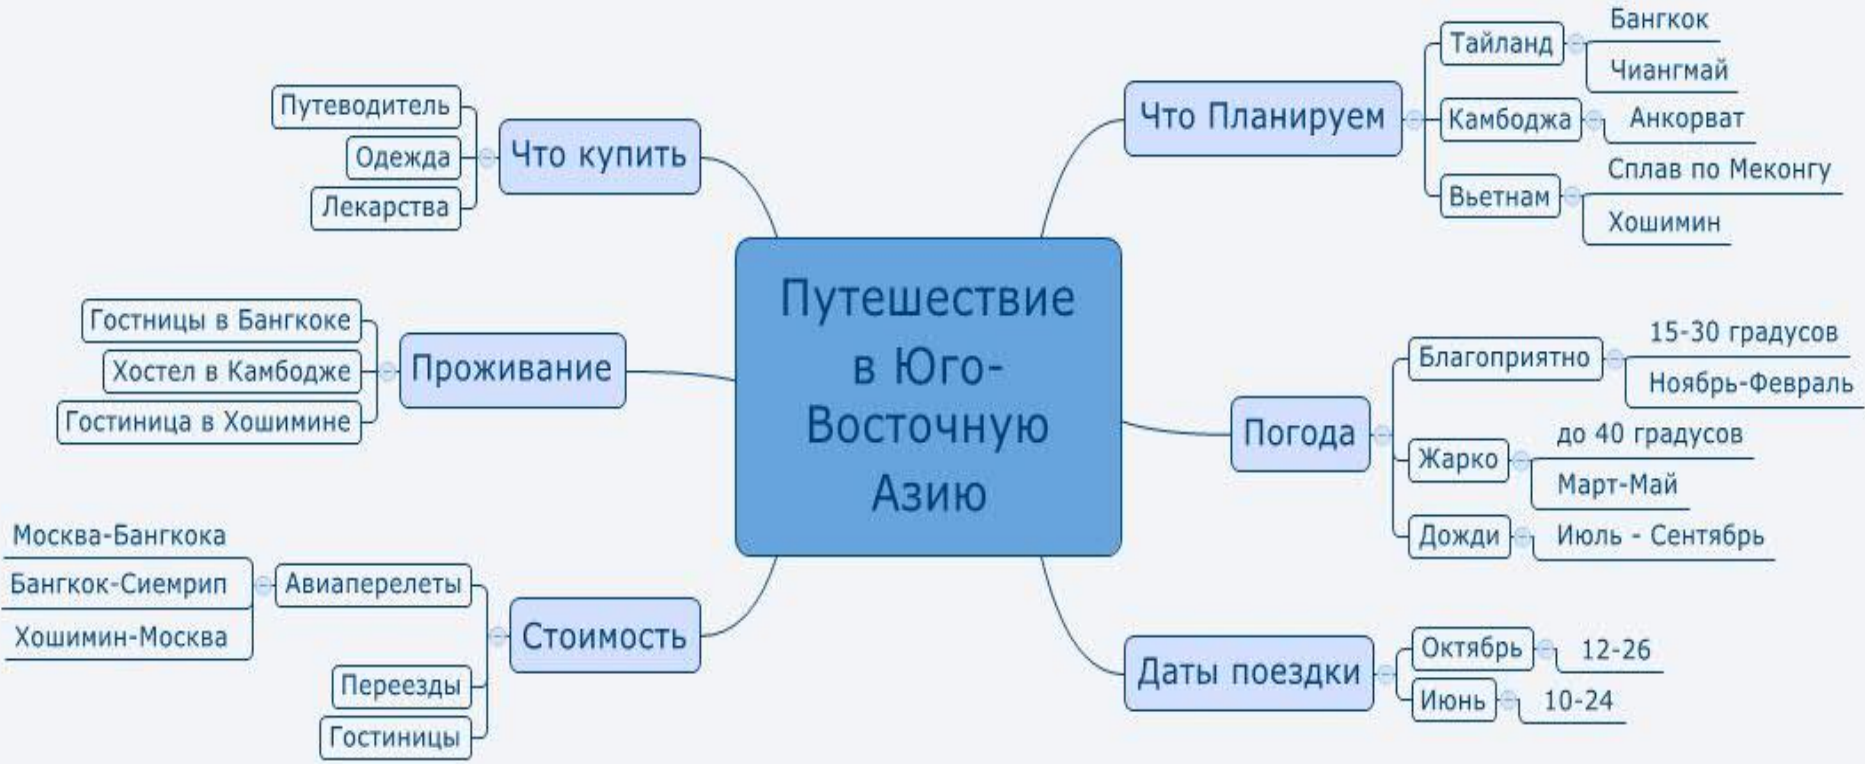 Путешествие
в Юго-
Восточную
Азию
Что купить
Путеводитель
Одежда
Лекарства
Проживание
Гостницы в Бангкоке
Хостел в Камбодже
Гостиница в Хошимине
Стоимость
Авиаперелеты
Москва-Бангкока
Бангкок-Сиемрип
Хошимин-Москва
Переезды
Гостиницы
Что Планируем
Тайланд
Бангкок
Чиангмай
Камбоджа
Анкорват
Вьетнам
Сплав по Меконгу
Хошимин
Погода
Благоприятно
15-30 градусов
Ноябрь-Февраль
Жарко
до 40 градусов
Март-Май
Дожди
Июль - Сентябрь
Даты поездки
Октябрь
12-26
Июнь
10-24